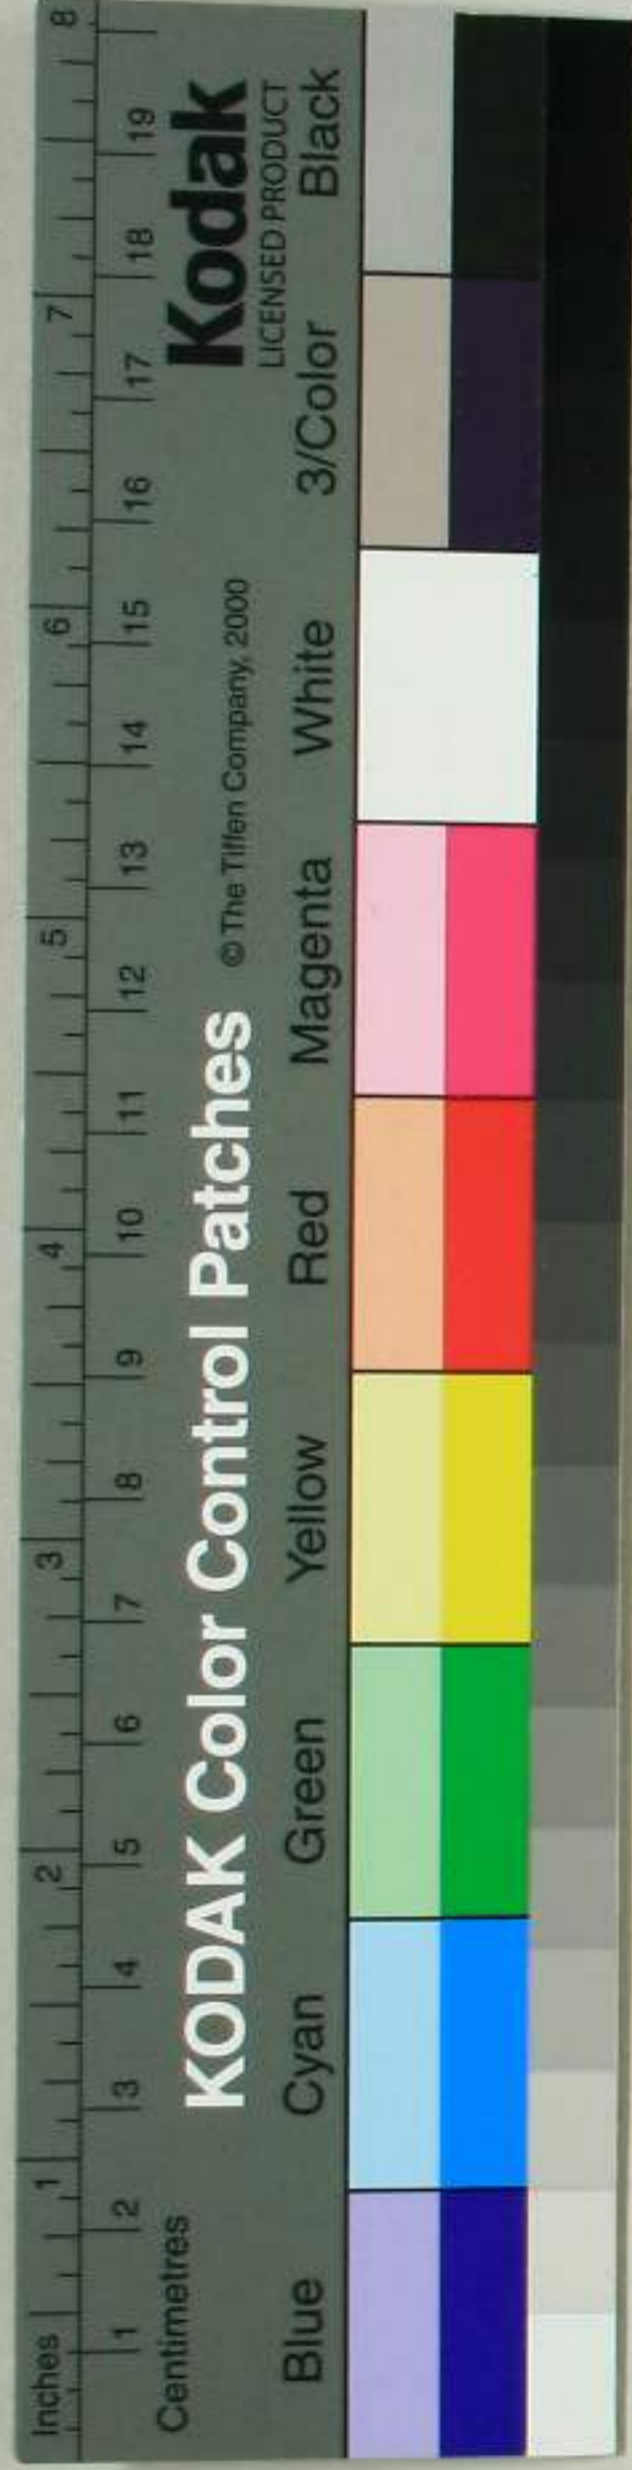 Inches 1 2 3 4 5 6 7 8
Centimetres 1 2 3 4 5 6 7 8 9 10 11 12 13 14 15 16 17 18 19
KODAK Color Control Patches
© The Tiffen Company, 2000
Kodak
LICENSED PRODUCT
Blue Cyan Green Yellow Red Magenta White 3/Color Black